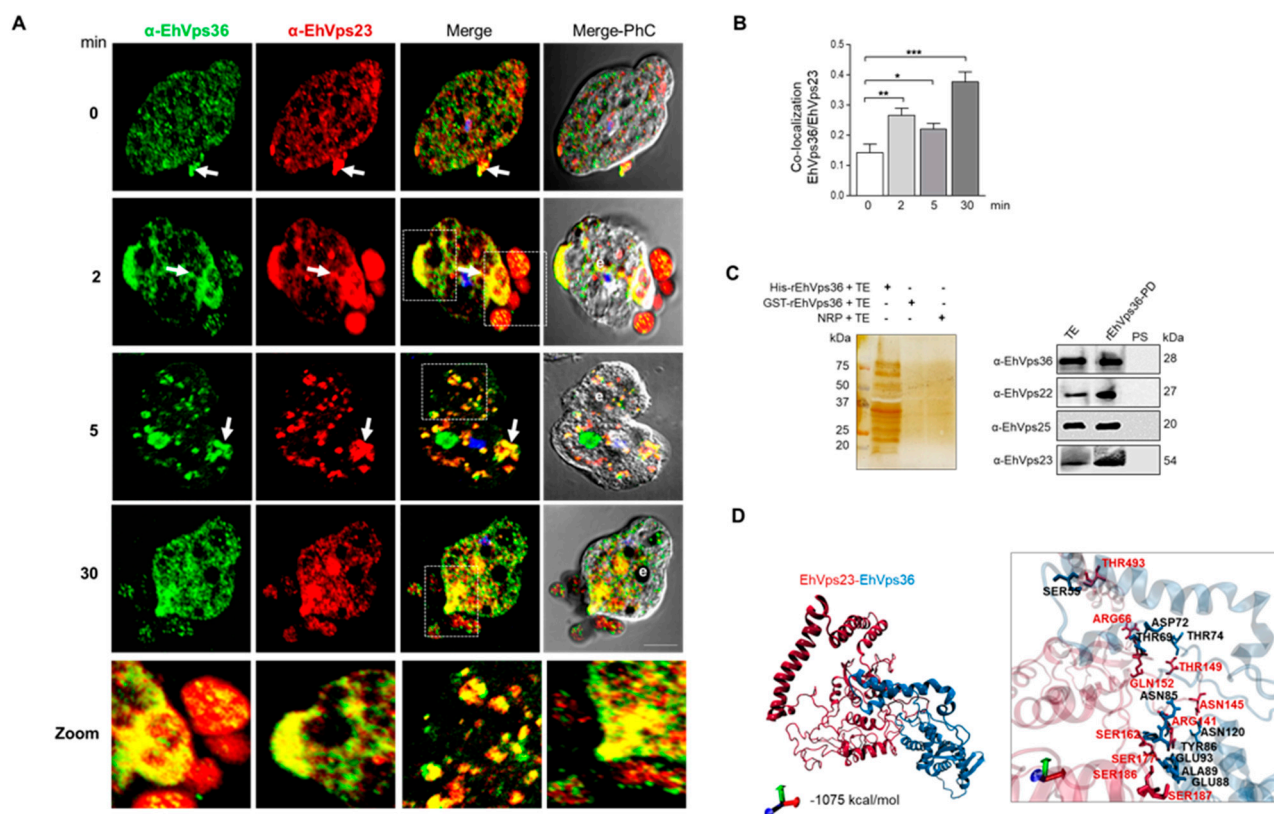 A
α-EhVps36 α-EhVps23 Merge Merge-PhC
min
0
2
e
5
e
30
e
Zoom
B
Co-localization
EhVps36/EhVps23
0.5
0.4
0.3
0.2
0.1
0.0
***
*
**
0 2 5 30 min
C
His-rEhVps36 + TE + - -
GST-rEhVps36 + TE - + -
NRP + TE - - +
kDa
75
50
37
25
20
TE rEhVps36-PD PS kDa
α-EhVps36 28
α-EhVps22 27
α-EhVps25 20
α-EhVps23 54
D
EhVps23-EhVps36
-1075 kcal/mol
THR493
SER55
ARG66 ASP72
THR69 THR74
THR149
GLN152
ASN85
ASN145
ARG141
SER162 ASN120
TYR86
SER177 GLU93
SER186 ALA89
GLU88
SER187